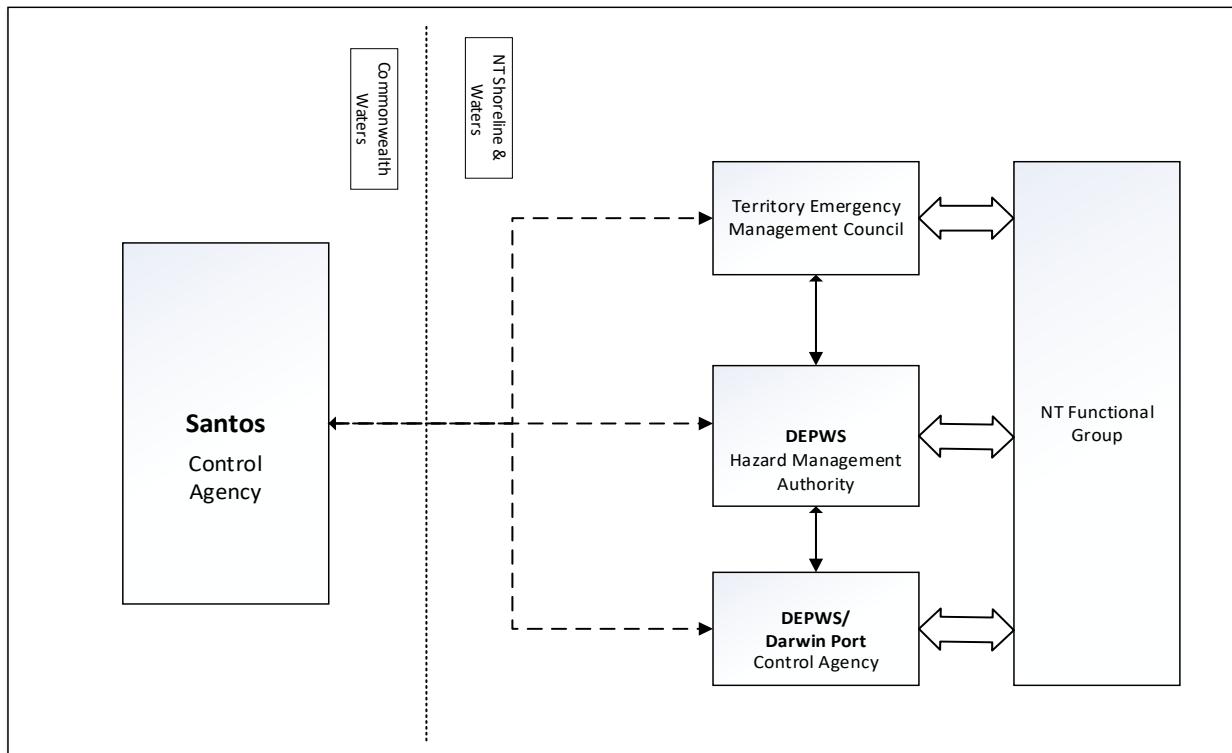 Commonwealth
Waters
NT Shoreline &
Waters
Santos
Control
Agency
Territory Emergency
Management Council
DEPWS
Hazard Management
Authority
DEPWS/
Darwin Port
Control Agency
NT Functional
Group